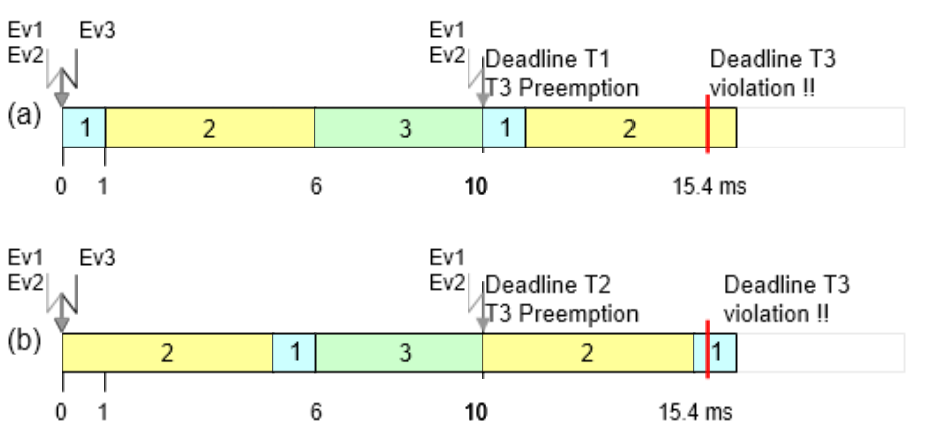 Ev1 Ev3 Ev1
Ev2 Deadline T1 Deadline T3
Ev2 T3 Preemption violation !!
(a) 1 2 3 1 2
0 1 6 10 15.4 ms
Ev1 Ev3 Ev1
Ev2 Ev2 Deadline T2 Deadline T3
T3 Preemption violation !!
(b) 2 1 3 2 1
0 1 6 10 15.4 ms